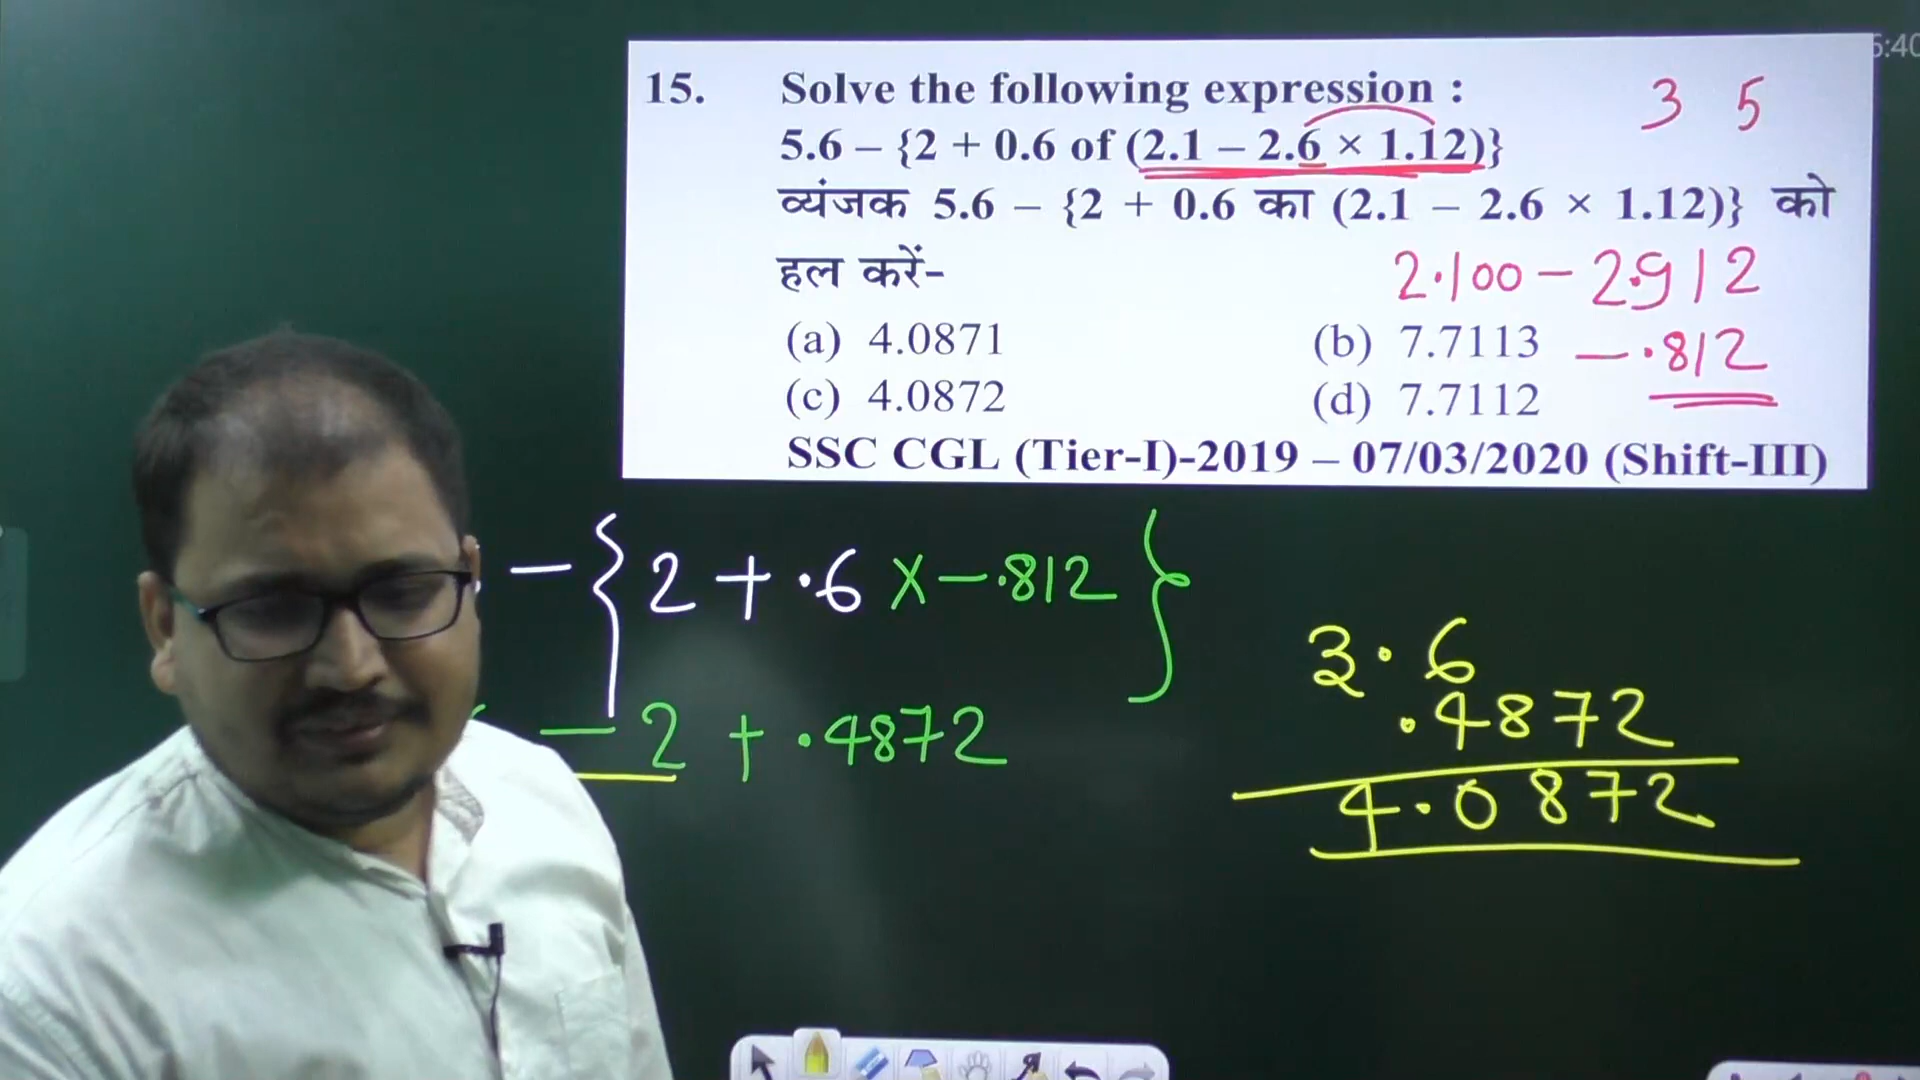 5:40
15. Solve the following expression :
3 5
5.6 – {2 + 0.6 of (2.1 – 2.6 × 1.12)}
व्यंजक 5.6 – {2 + 0.6 का (2.1 – 2.6 × 1.12)} को
हल करें-
2.100 – 2.912
(a) 4.0871 (b) 7.7113
– .812
(c) 4.0872 (d) 7.7112
SSC CGL (Tier-I)-2019 – 07/03/2020 (Shift-III)
– { 2 + .6 × – .812 }
– 2 + .4872
3.6
.4872
4.0872